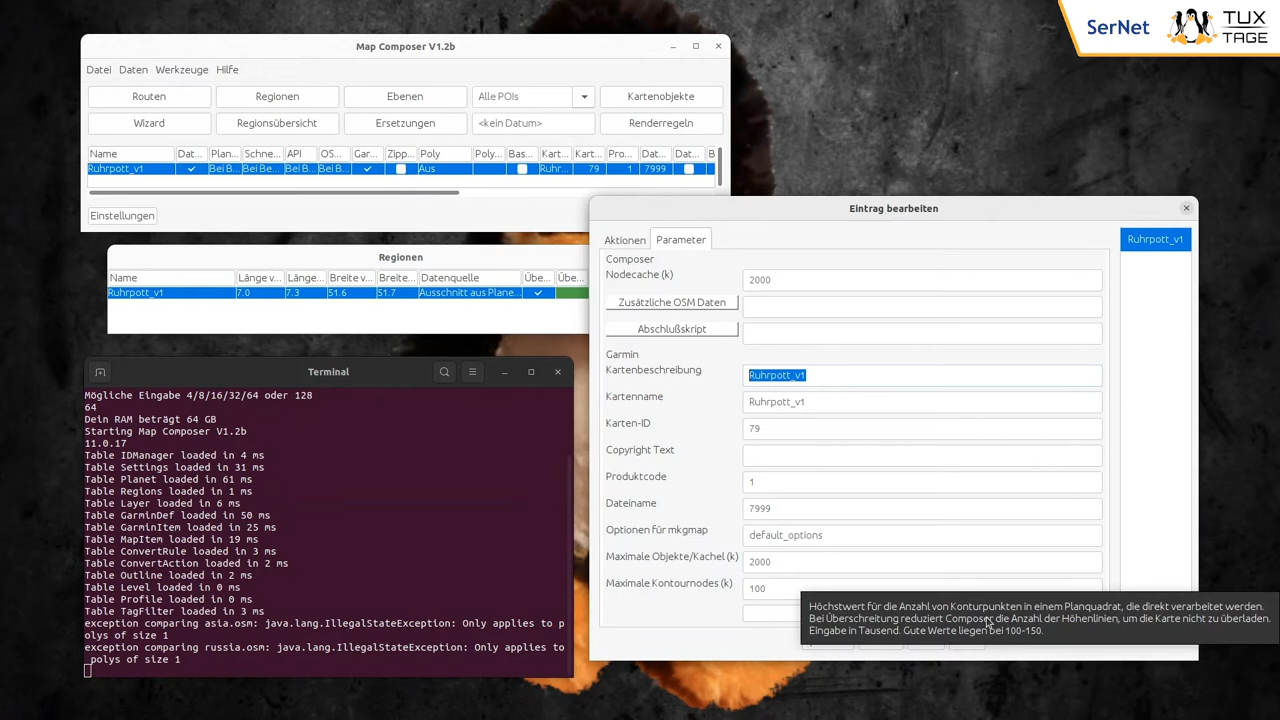 SerNet
TUX
TAGE
Map Composer V1.2b
Datei Daten Werkzeuge Hilfe
Routen Regionen Ebenen Alle POIs Kartenobjekte
Wizard Regionsübersicht Ersetzungen <kein Datum> Renderregeln
Name Dat... Plan... Schne... API OS... Gar... Zipp... Poly Poly... Bas... Kart... Kart... Pro... Dat... Dat... B
Ruhrpott_v1 Bei B... Bei Be... Bei B... Bei B... Aus Ruhr... 79 1 7999
Einstellungen
Regionen
Name Länge v... Länge... Breite v... Breite... Datenquelle Übe... Übe...
Ruhrpott_v1 7.0 7.3 51.6 51.7 Ausschnitt aus Plane...
Terminal
Mögliche Eingabe 4/8/16/32/64 oder 128
64
Dein RAM beträgt 64 GB
Starting Map Composer V1.2b
11.0.17
Table IDManager loaded in 4 ms
Table Settings loaded in 31 ms
Table Planet loaded in 61 ms
Table Regions loaded in 1 ms
Table Layer loaded in 6 ms
Table GarminDef loaded in 50 ms
Table GarminItem loaded in 25 ms
Table MapItem loaded in 19 ms
Table ConvertRule loaded in 3 ms
Table ConvertAction loaded in 2 ms
Table Outline loaded in 2 ms
Table Level loaded in 0 ms
Table Profile loaded in 0 ms
Table TagFilter loaded in 3 ms
exception comparing asia.osm: java.lang.IllegalStateException: Only applies to p
olys of size 1
exception comparing russia.osm: java.lang.IllegalStateException: Only applies to
polys of size 1
Eintrag bearbeiten
Aktionen Parameter
Ruhrpott_v1
Composer
Nodecache (k) 2000
Zusätzliche OSM Daten
Abschlußskript
Garmin
Kartenbeschreibung Ruhrpott_v1
Kartenname Ruhrpott_v1
Karten-ID 79
Copyright Text
Produktcode 1
Dateiname 7999
Optionen für mkgmap default_options
Maximale Objekte/Kachel (k) 2000
Maximale Kontournodes (k) 100
Höchstwert für die Anzahl von Konturpunkten in einem Planquadrat, die direkt verarbeitet werden.
Bei Überschreitung reduziert Composer die Anzahl der Höhenlinien, um die Karte nicht zu überladen.
Eingabe in Tausend. Gute Werte liegen bei 100-150.